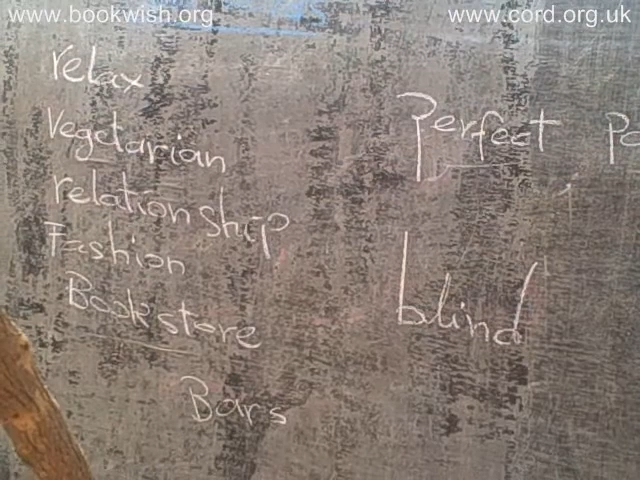 www.bookwish.org
www.cord.org.uk
relax
Vegetarian
relationship
Fashion
Bookstore
Bars
Perfect
blind